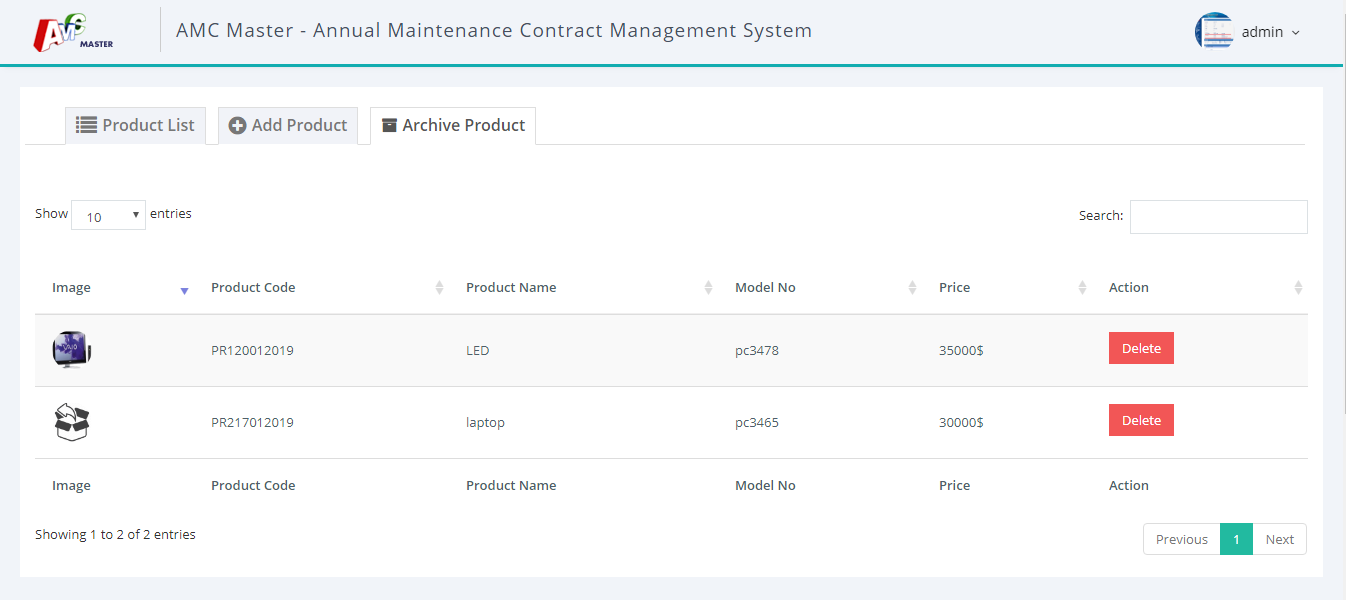 AMC MASTER
AMC Master - Annual Maintenance Contract Management System
admin
Product List Add Product Archive Product
Show 10 entries Search:
Image Product Code Product Name Model No Price Action
PR120012019 LED pc3478 35000$ Delete
PR217012019 laptop pc3465 30000$ Delete
Image Product Code Product Name Model No Price Action
Showing 1 to 2 of 2 entries
Previous 1 Next